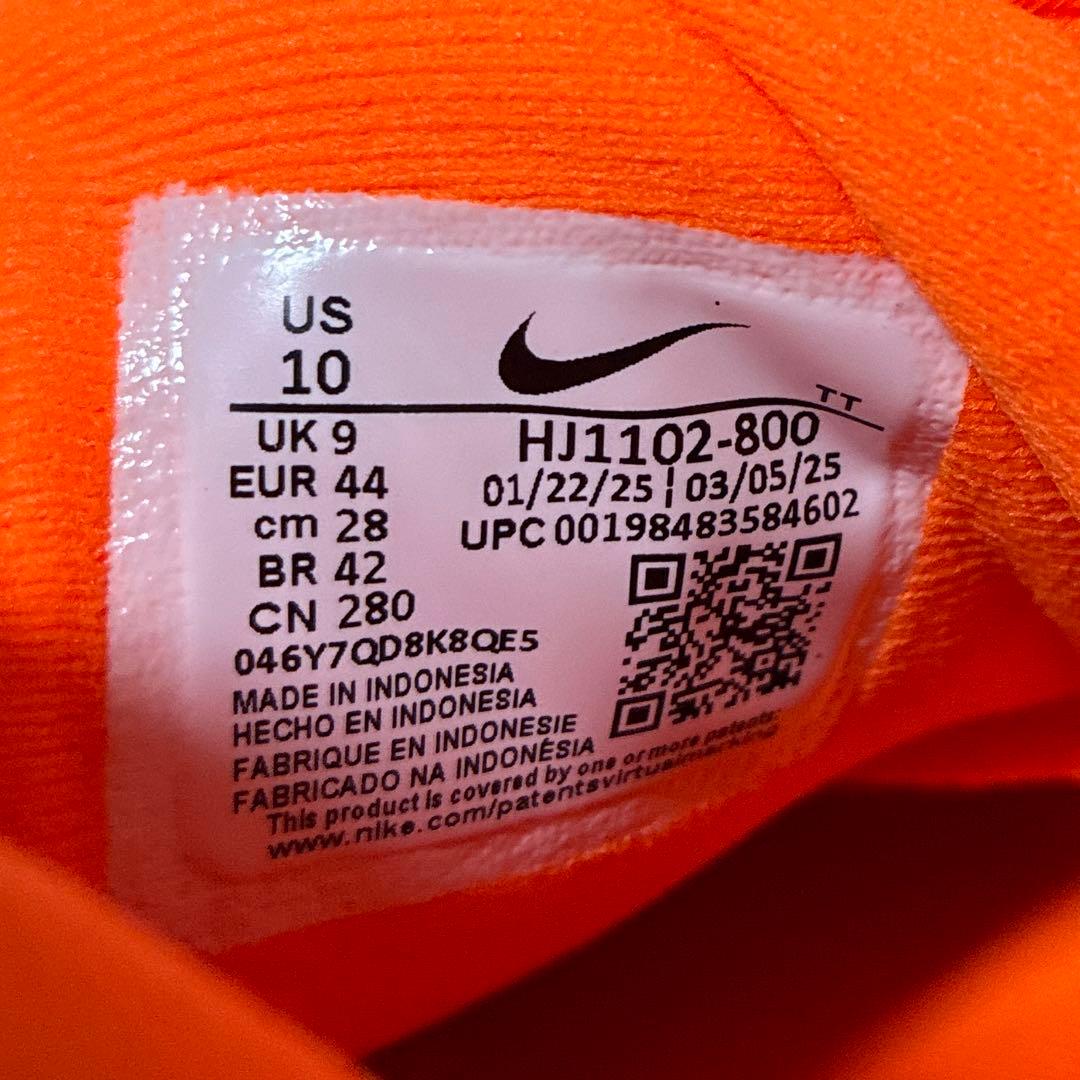 US
10
TT
UK 9
EUR 44
cm 28
BR 42
CN 280
HJ1102-800
01/22/25 ¦ 03/05/25
UPC 00198483584602
046Y7QD8K8QE5
MADE IN INDONESIA
HECHO EN INDONESIA
FABRIQUE EN INDONESIE
FABRICADO NA INDONÉSIA
This product is covered by one or more patents.
www.nike.com/patentsvirtualmarking